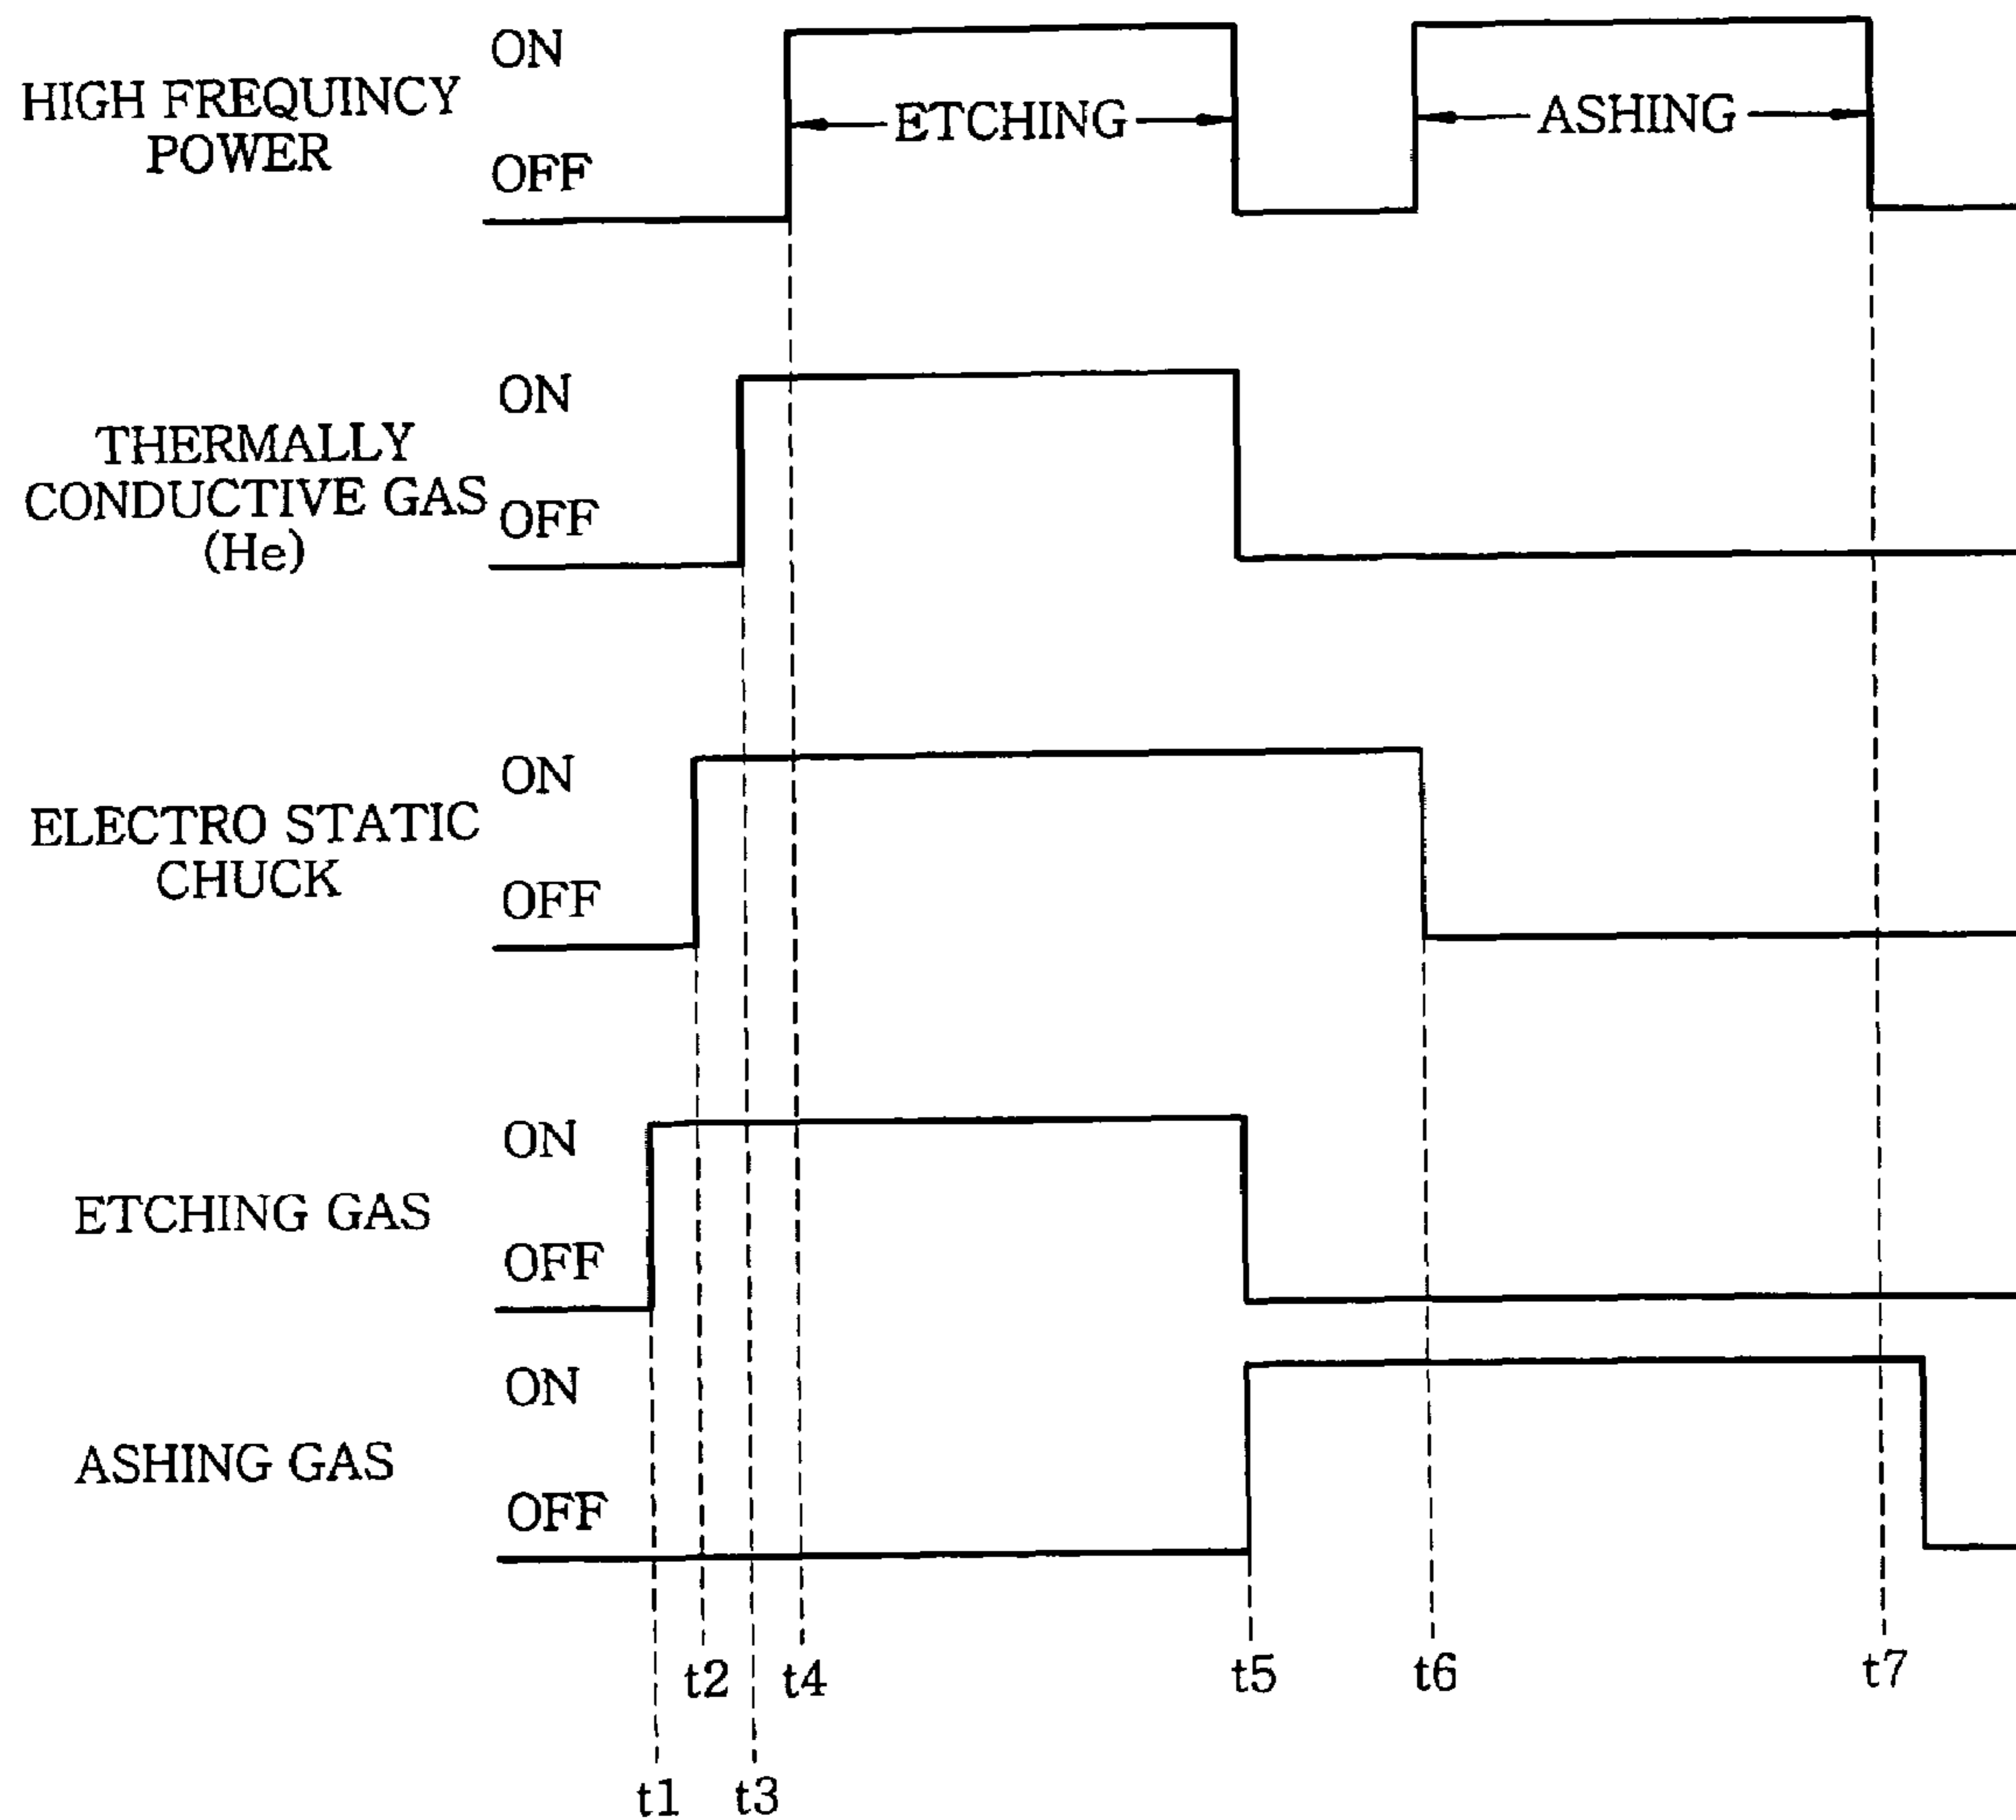 ON
HIGH FREQUINCY
POWER
OFF
ETCHING
ASHING
ON
THERMALLY
CONDUCTIVE GAS
(He)
OFF
ON
ELECTRO STATIC
CHUCK
OFF
ON
ETCHING GAS
OFF
ON
ASHING GAS
OFF
t2
t4
t5
t6
t7
t1
t3